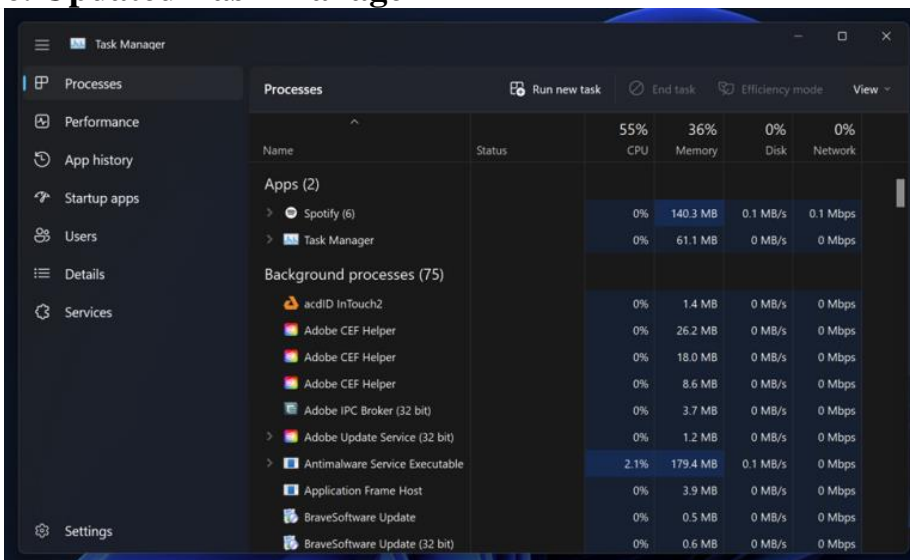 Task Manager
Processes
Performance
App history
Startup apps
Users
Details
Services
Settings
Processes Run new task End task Efficiency mode View
55% 36% 0% 0%
Name Status CPU Memory Disk Network
Apps (2)
Spotify (6) 0% 140.3 MB 0.1 MB/s 0.1 Mbps
Task Manager 0% 61.1 MB 0 MB/s 0 Mbps
Background processes (75)
acdID InTouch2 0% 1.4 MB 0 MB/s 0 Mbps
Adobe CEF Helper 0% 26.2 MB 0 MB/s 0 Mbps
Adobe CEF Helper 0% 18.0 MB 0 MB/s 0 Mbps
Adobe CEF Helper 0% 8.6 MB 0 MB/s 0 Mbps
Adobe IPC Broker (32 bit) 0% 3.7 MB 0 MB/s 0 Mbps
Adobe Update Service (32 bit) 0% 1.2 MB 0 MB/s 0 Mbps
Antimalware Service Executable 2.1% 179.4 MB 0.1 MB/s 0 Mbps
Application Frame Host 0% 3.9 MB 0 MB/s 0 Mbps
BraveSoftware Update 0% 0.5 MB 0 MB/s 0 Mbps
BraveSoftware Update (32 bit) 0% 0.6 MB 0 MB/s 0 Mbps